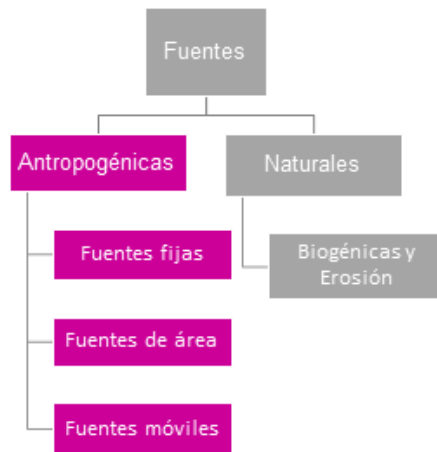 Fuentes
Antropogénicas
Naturales
Fuentes fijas
Biogénicas y
Erosión
Fuentes de área
Fuentes móviles